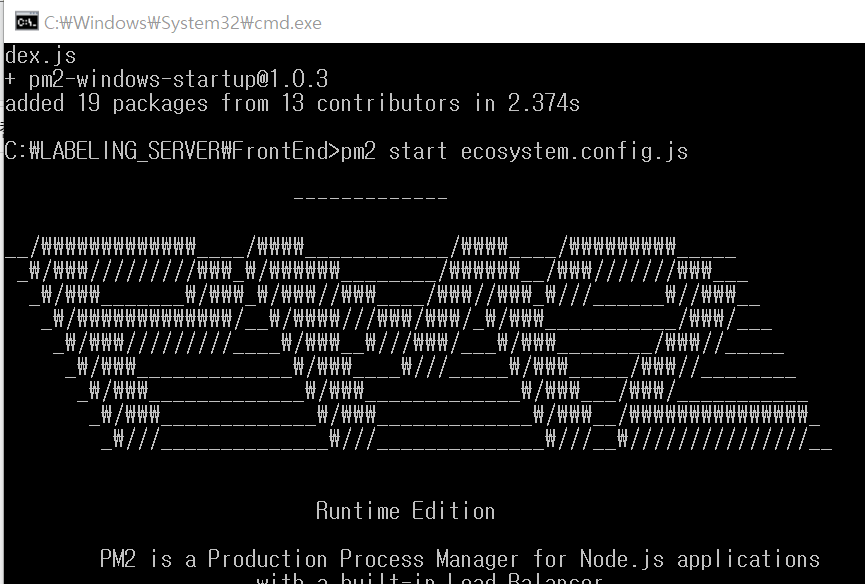 C:₩Windows₩System32₩cmd.exe
dex.js
+ pm2-windows-startup@1.0.3
added 19 packages from 13 contributors in 2.374s
C:₩LABELING_SERVER₩FrontEnd>pm2 start ecosystem.config.js
-------------
__/₩₩₩₩₩₩₩₩₩₩₩₩₩____/₩₩₩₩____________/₩₩₩₩____/₩₩₩₩₩₩₩₩₩_____
_₩/₩₩₩/////////₩₩₩_₩/₩₩₩₩₩₩________/₩₩₩₩₩₩__/₩₩₩///////₩₩₩___
_₩/₩₩₩_______₩/₩₩₩_₩/₩₩₩//₩₩₩____/₩₩₩//₩₩₩_₩///______₩//₩₩₩__
_₩/₩₩₩₩₩₩₩₩₩₩₩₩₩/__₩/₩₩₩₩///₩₩₩/₩₩₩/_₩/₩₩₩___________/₩₩₩/___
_₩/₩₩₩/////////____₩/₩₩₩__₩///₩₩₩/___₩/₩₩₩________/₩₩₩//_____
_₩/₩₩₩_____________₩/₩₩₩____₩///_____₩/₩₩₩_____/₩₩₩//________
_₩/₩₩₩_____________₩/₩₩₩_____________₩/₩₩₩___/₩₩₩/___________
_₩/₩₩₩_____________₩/₩₩₩_____________₩/₩₩₩__/₩₩₩₩₩₩₩₩₩₩₩₩₩₩₩_
_₩///______________₩///______________₩///__₩///////////////__
Runtime Edition
PM2 is a Production Process Manager for Node.js applications
with a built-in Load Balancer